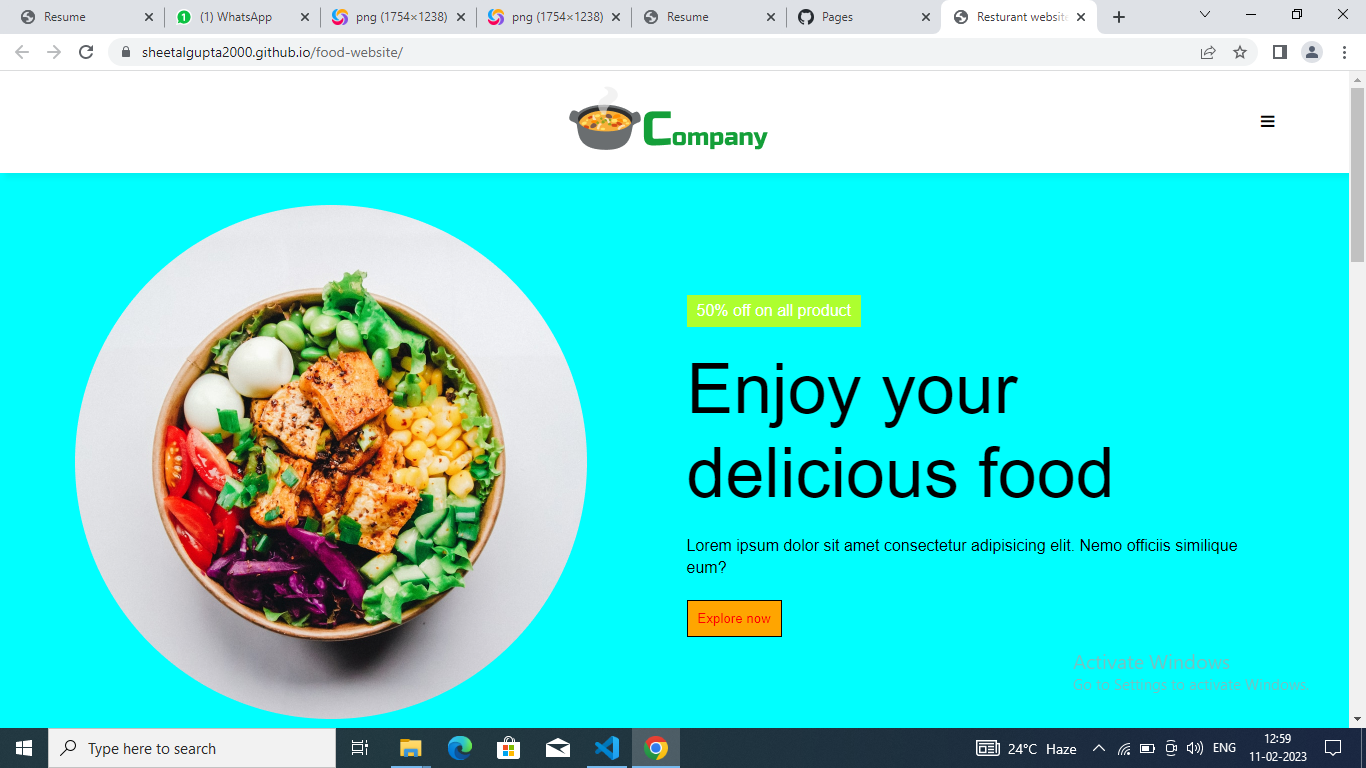 Resume
(1) WhatsApp
png (1754×1238)
png (1754×1238)
Resume
Pages
Resturant websit
sheetalgupta2000.github.io/food-website/
Company
50% off on all product
Enjoy your
delicious food
Lorem ipsum dolor sit amet consectetur adipisicing elit. Nemo officiis similique
eum?
Explore now
Activate Windows
Go to Settings to activate Windows.
Type here to search
24°C Haze
ENG
12:59
11-02-2023